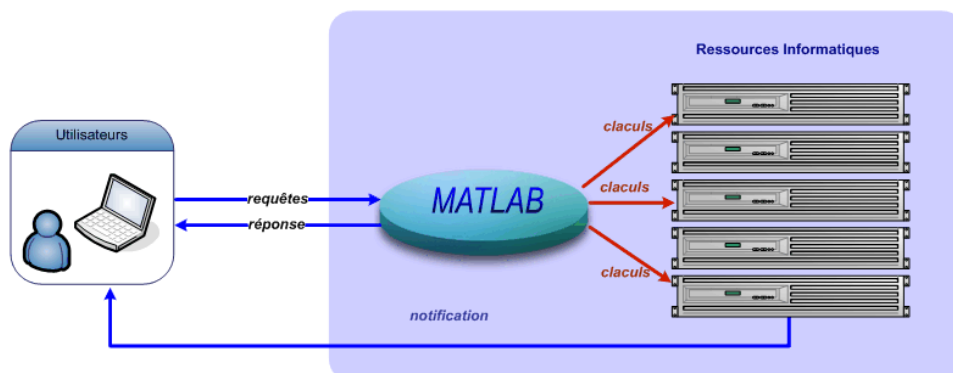 Ressources Informatiques
Utilisateurs
claculs
requêtes
MATLAB
claculs
réponse
claculs
notification